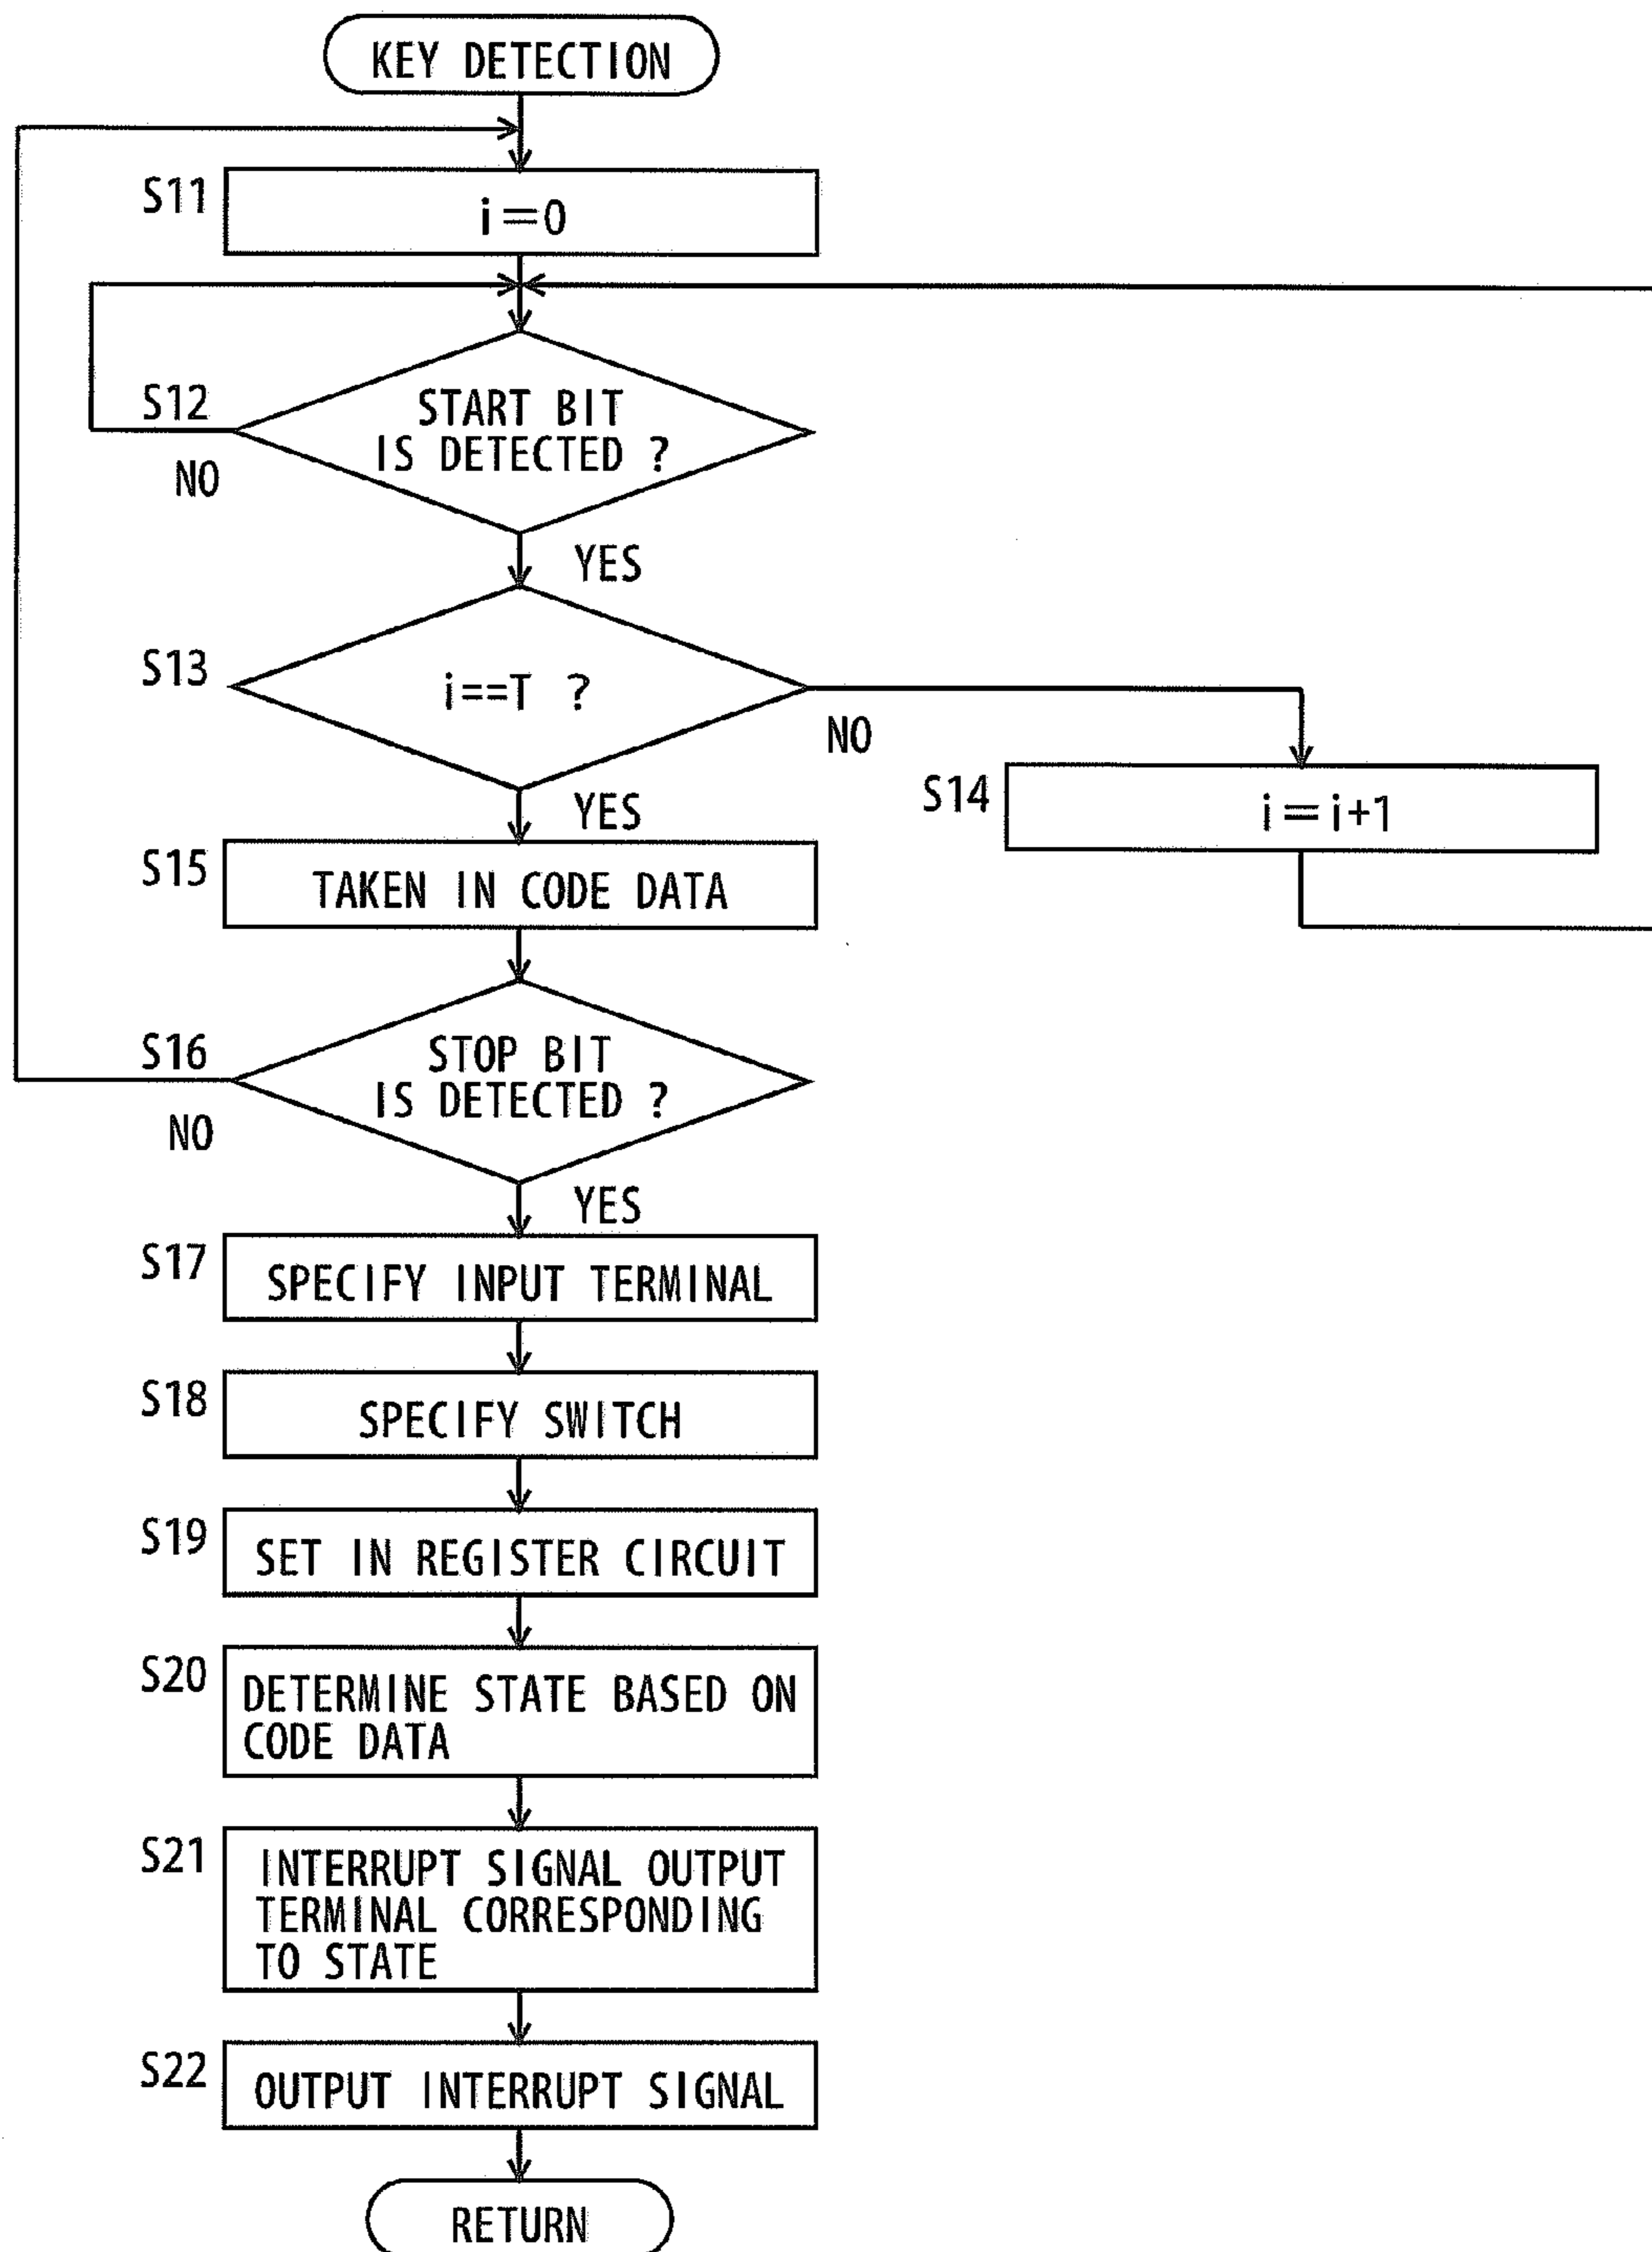 KEY DETECTION
S11
i=0
S12
START BIT
IS DETECTED ?
NO
YES
S13
i==T ?
NO
S14
i=i+1
YES
S15
TAKEN IN CODE DATA
S16
STOP BIT
IS DETECTED ?
NO
YES
S17
SPECIFY INPUT TERMINAL
S18
SPECIFY SWITCH
S19
SET IN REGISTER CIRCUIT
S20
DETERMINE STATE BASED ON
CODE DATA
S21
INTERRUPT SIGNAL OUTPUT
TERMINAL CORRESPONDING
TO STATE
S22
OUTPUT INTERRUPT SIGNAL
RETURN